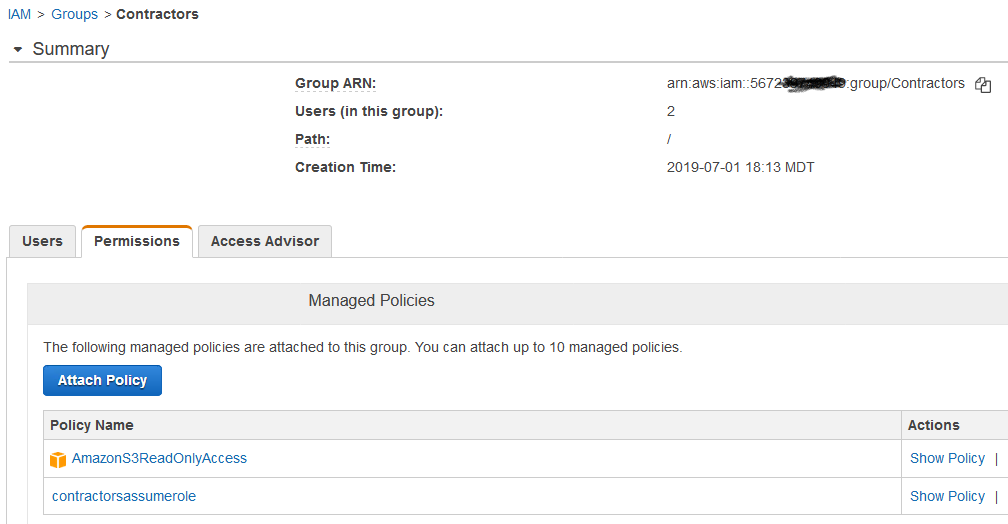 IAM > Groups > Contractors
Summary
Group ARN: arn:aws:iam::5672 :group/Contractors
Users (in this group): 2
Path: /
Creation Time: 2019-07-01 18:13 MDT
Users Permissions Access Advisor
Managed Policies
The following managed policies are attached to this group. You can attach up to 10 managed policies.
Attach Policy
Policy Name Actions
AmazonS3ReadOnlyAccess Show Policy |
contractorsassumerole Show Policy |